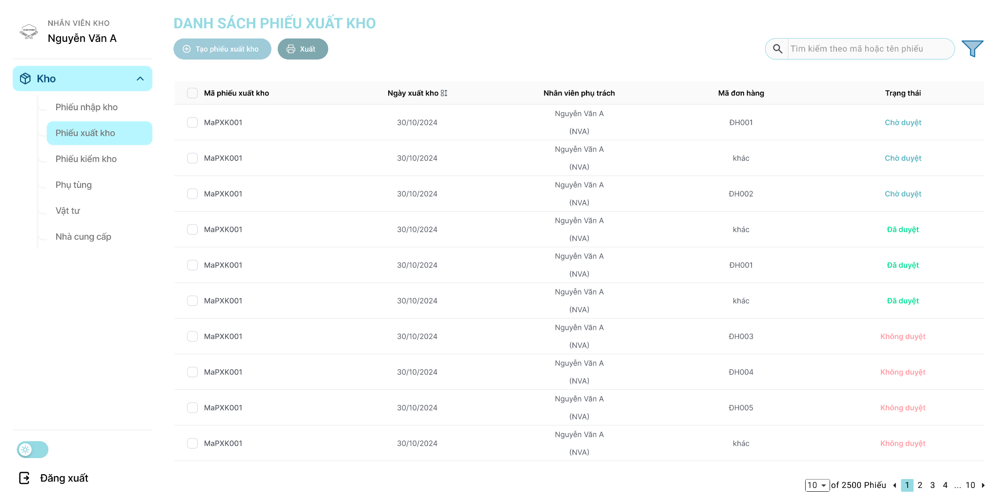 NHÂN VIÊN KHO
Nguyễn Văn A
Kho
Phiếu nhập kho
Phiếu xuất kho
Phiếu kiểm kho
Phụ tùng
Vật tư
Nhà cung cấp
Đăng xuất
DANH SÁCH PHIẾU XUẤT KHO
Tạo phiếu xuất kho Xuất
Tìm kiếm theo mã hoặc tên phiếu
Mã phiếu xuất kho Ngày xuất kho Nhân viên phụ trách Mã đơn hàng Trạng thái
MaPXK001 30/10/2024 Nguyễn Văn A (NVA) ĐH001 Chờ duyệt
MaPXK001 30/10/2024 Nguyễn Văn A (NVA) khác Chờ duyệt
MaPXK001 30/10/2024 Nguyễn Văn A (NVA) ĐH002 Chờ duyệt
MaPXK001 30/10/2024 Nguyễn Văn A (NVA) khác Đã duyệt
MaPXK001 30/10/2024 Nguyễn Văn A (NVA) ĐH001 Đã duyệt
MaPXK001 30/10/2024 Nguyễn Văn A (NVA) khác Đã duyệt
MaPXK001 30/10/2024 Nguyễn Văn A (NVA) ĐH003 Không duyệt
MaPXK001 30/10/2024 Nguyễn Văn A (NVA) ĐH004 Không duyệt
MaPXK001 30/10/2024 Nguyễn Văn A (NVA) ĐH005 Không duyệt
MaPXK001 30/10/2024 Nguyễn Văn A (NVA) khác Không duyệt
10 of 2500 Phiếu 1 2 3 4 ... 10